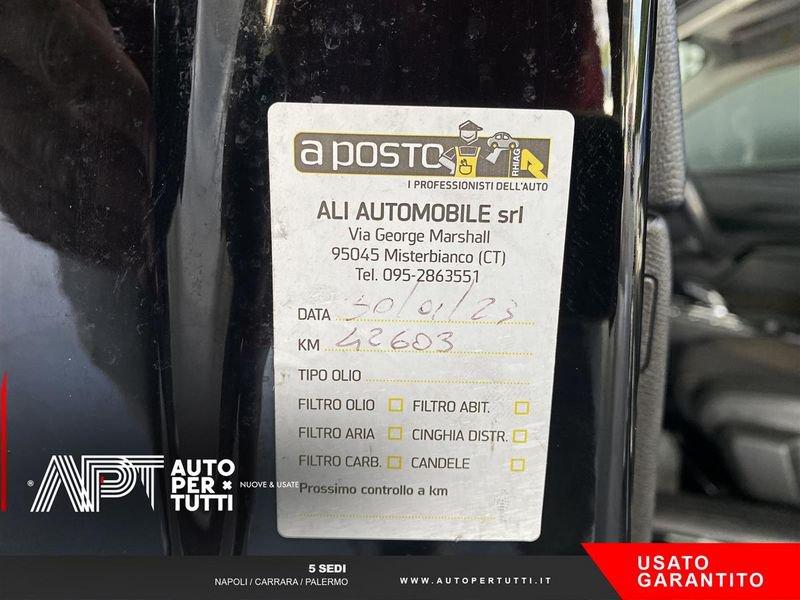 a posto
RHIAG
I PROFESSIONISTI DELL'AUTO
ALI AUTOMOBILE srl
Via George Marshall
95045 Misterbianco (CT)
Tel. 095-2863551
DATA 30/01/23
KM 42603
TIPO OLIO
FILTRO OLIO FILTRO ABIT.
FILTRO ARIA CINGHIA DISTR.
FILTRO CARB. CANDELE
Prossimo controllo a km
® APT AUTO PER TUTTI NUOVE & USATE
5 SEDI
NAPOLI / CARRARA / PALERMO
WWW.AUTOPERTUTTI.IT
USATO
GARANTITO